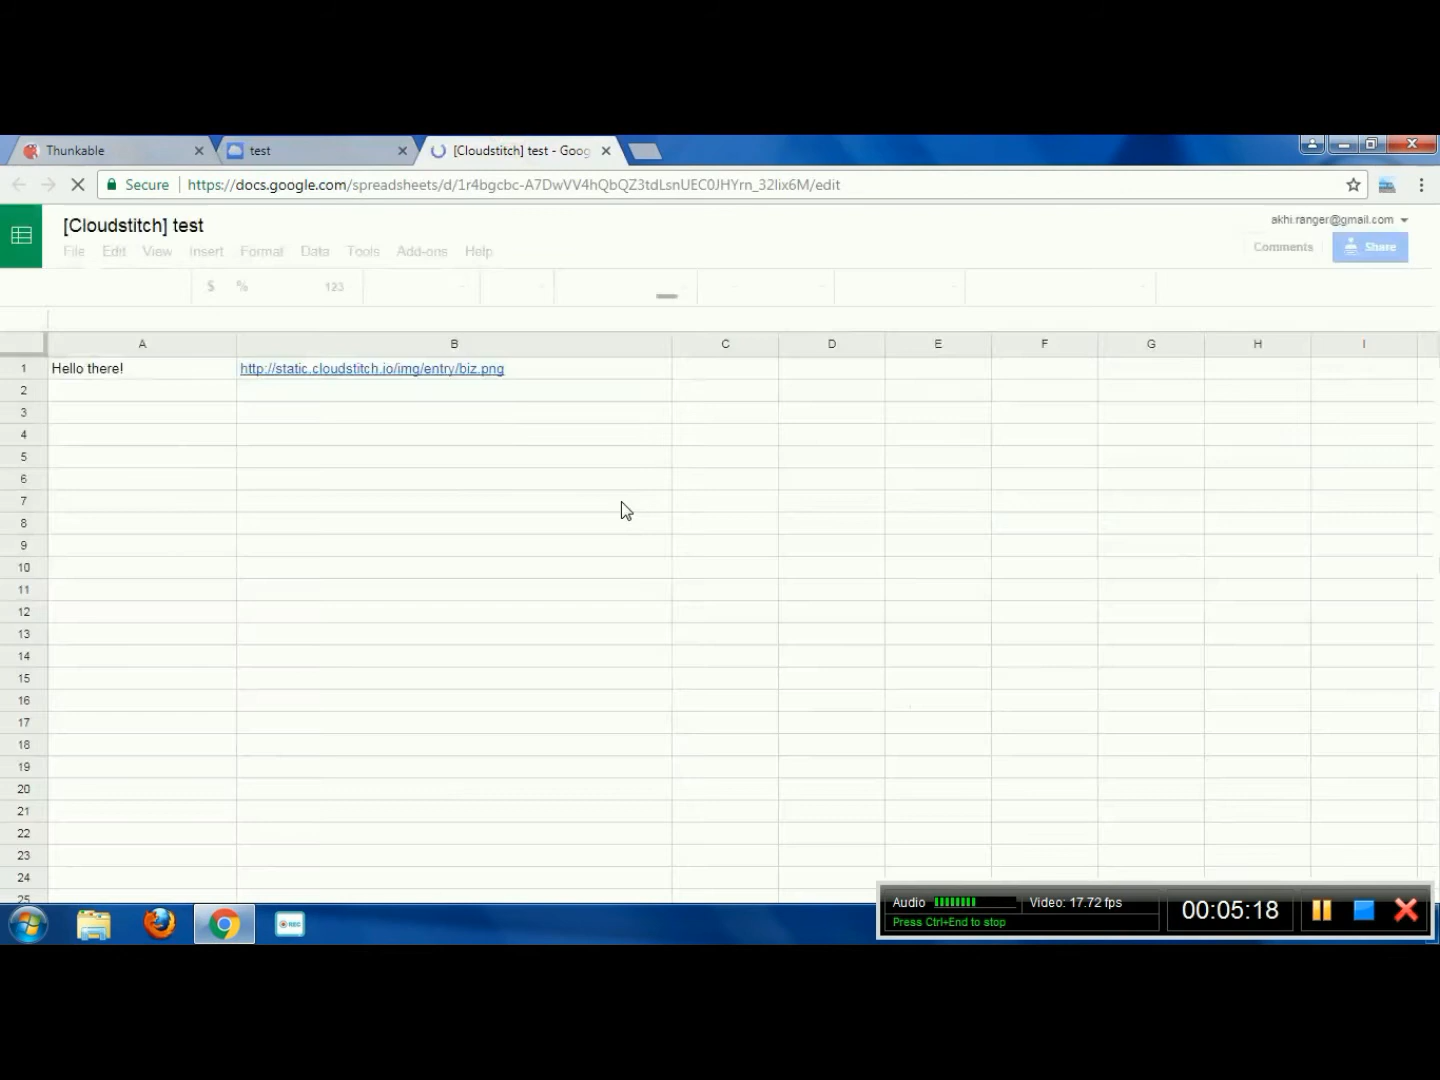 Thunkable
test
[Cloudstitch] test - Goog
Secure https://docs.google.com/spreadsheets/d/1r4bgcbc-A7DwVV4hQbQZ3tdLsnUEC0JHYrn_32lix6M/edit
[Cloudstitch] test
akhi.ranger@gmail.com
File Edit View Insert Format Data Tools Add-ons Help
Comments Share
$ % 123
A B C D E F G H I
1 Hello there! http://static.cloudstitch.io/img/entry/biz.png
2
3
4
5
6
7
8
9
10
11
12
13
14
15
16
17
18
19
20
21
22
23
24
25
Audio Video: 17.72 fps
Press Ctrl+End to stop
00:05:18
REC